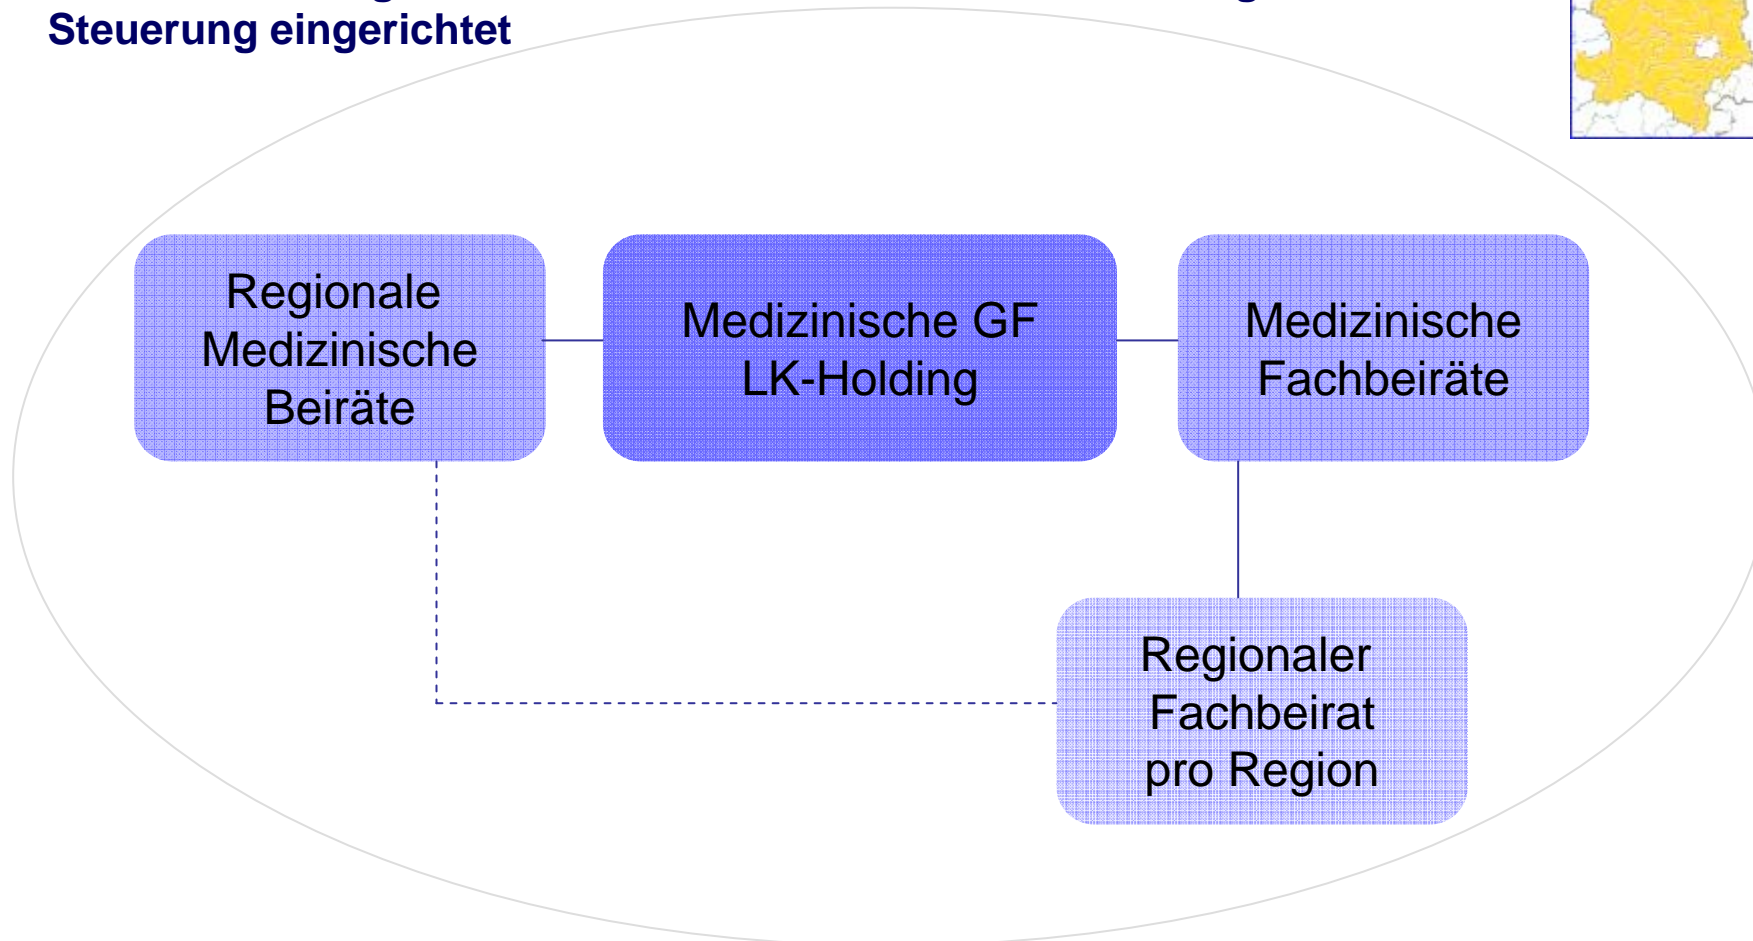 Steuerung eingerichtet
Regionale
Medizinische
Beiräte
Medizinische GF
LK-Holding
Medizinische
Fachbeiräte
Regionaler
Fachbeirat
pro Region